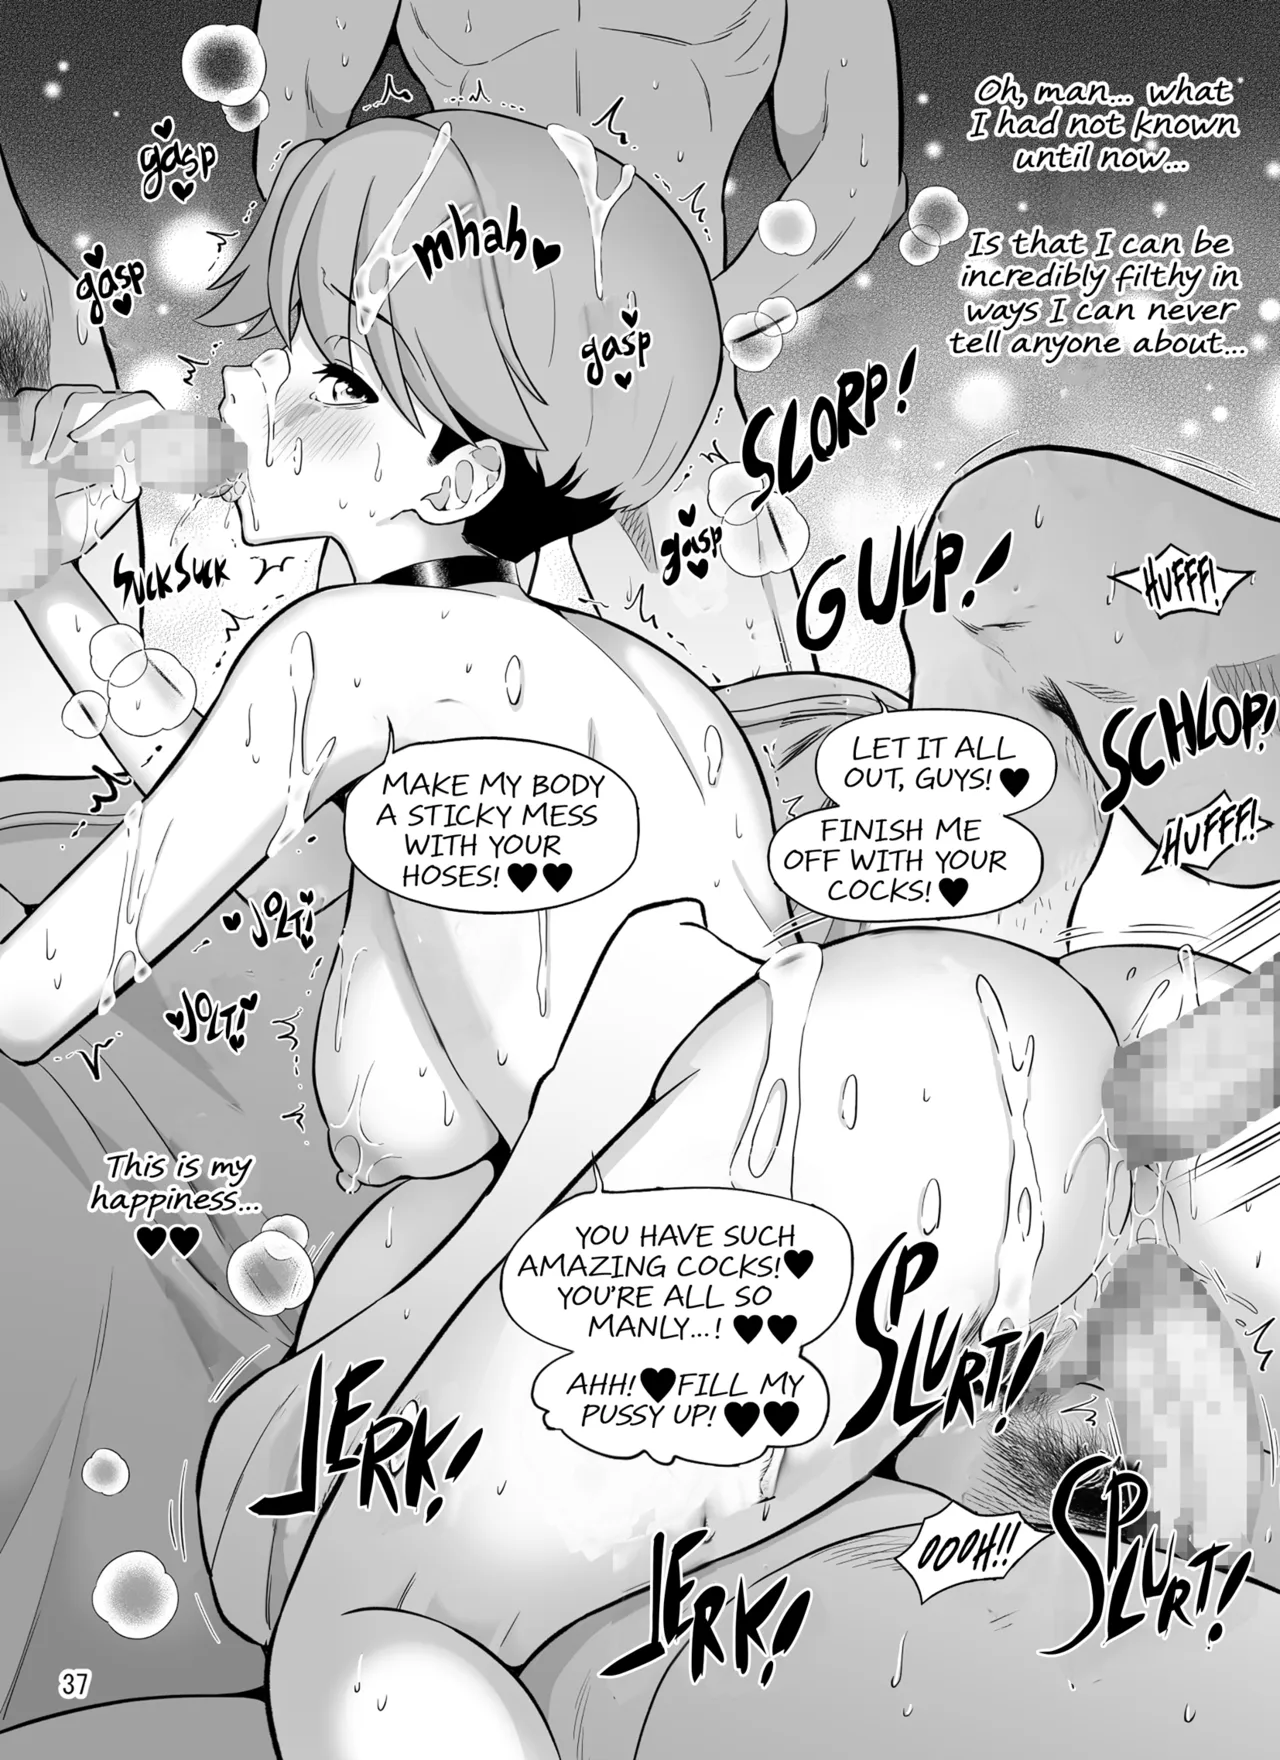 Oh, man... what
I had not known
until now...
Is that I can be
incredibly filthy in
ways I can never
tell anyone about...
gasp
gasp
mhah♥
gasp
SLORP!
gasp
SUCK SUCK
GULP!
HUFFF!
SCHLOP!
HUFFF!
LET IT ALL
OUT, GUYS! ♥
FINISH ME
OFF WITH YOUR
COCKS! ♥
MAKE MY BODY
A STICKY MESS
WITH YOUR
HOSES! ♥♥
JOLT!
JOLT!
This is my
happiness...
♥♥
YOU HAVE SUCH
AMAZING COCKS!♥
YOU'RE ALL SO
MANLY...! ♥♥
AHH!♥FILL MY
PUSSY UP! ♥♥
SPLURT!
JERK!
OOOH!!
SPLURT!
JERK!
37